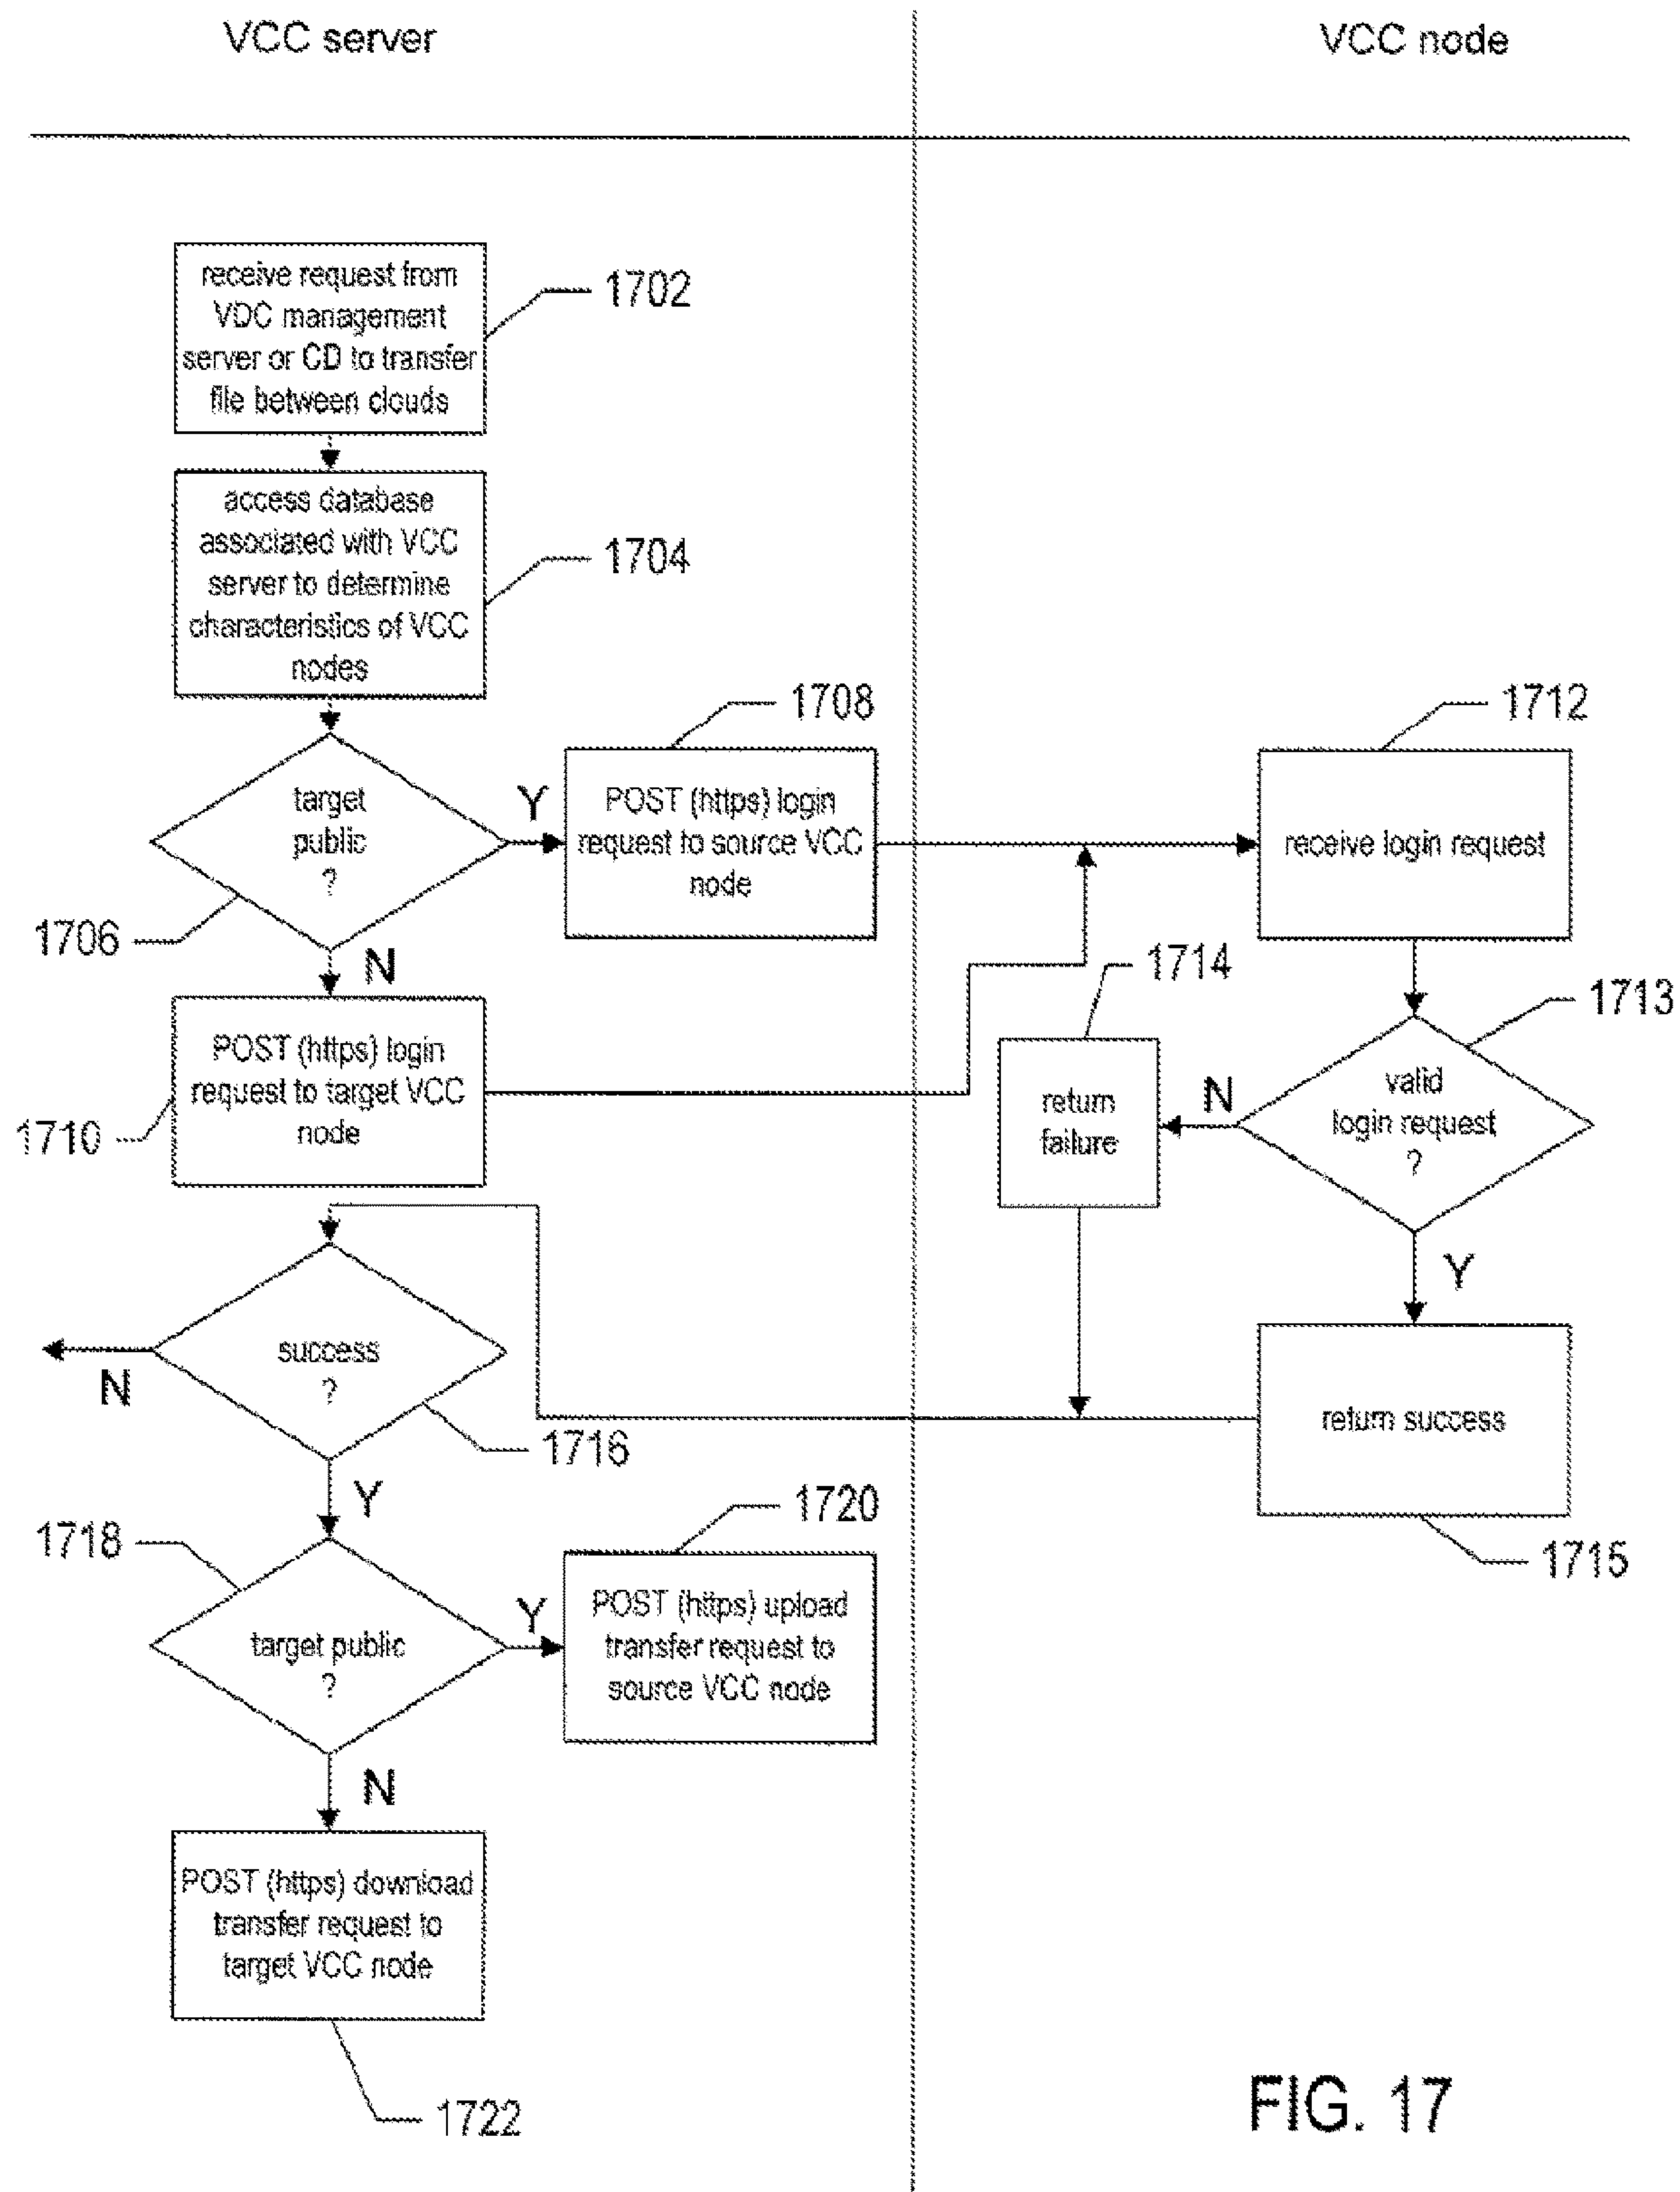 VCC server
VCC node
receive request from
VDC management
server or CD to transfer
file between clouds
1702
access database
associated with VCC
server to determine
characteristics of VCC
nodes
1704
target
public
?
1706
Y
N
POST (https) login
request to source VCC
node
1708
POST (https) login
request to target VCC
node
1710
receive login request
1712
valid
login request
?
1713
N
Y
return
failure
1714
return success
1715
success
?
1716
N
Y
target public
?
1718
Y
N
POST (https) upload
transfer request to
source VCC node
1720
POST (https) download
transfer request to
target VCC node
1722
FIG. 17